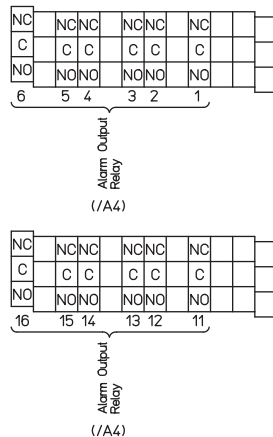 NC NC NC NC NC NC
C C C C C C
NO NO NO NO NO NO
6 5 4 3 2 1
Alarm Output
Relay
(/A4)
NC NC NC NC NC NC
C C C C C C
NO NO NO NO NO NO
16 15 14 13 12 11
Alarm Output
Relay
(/A4)